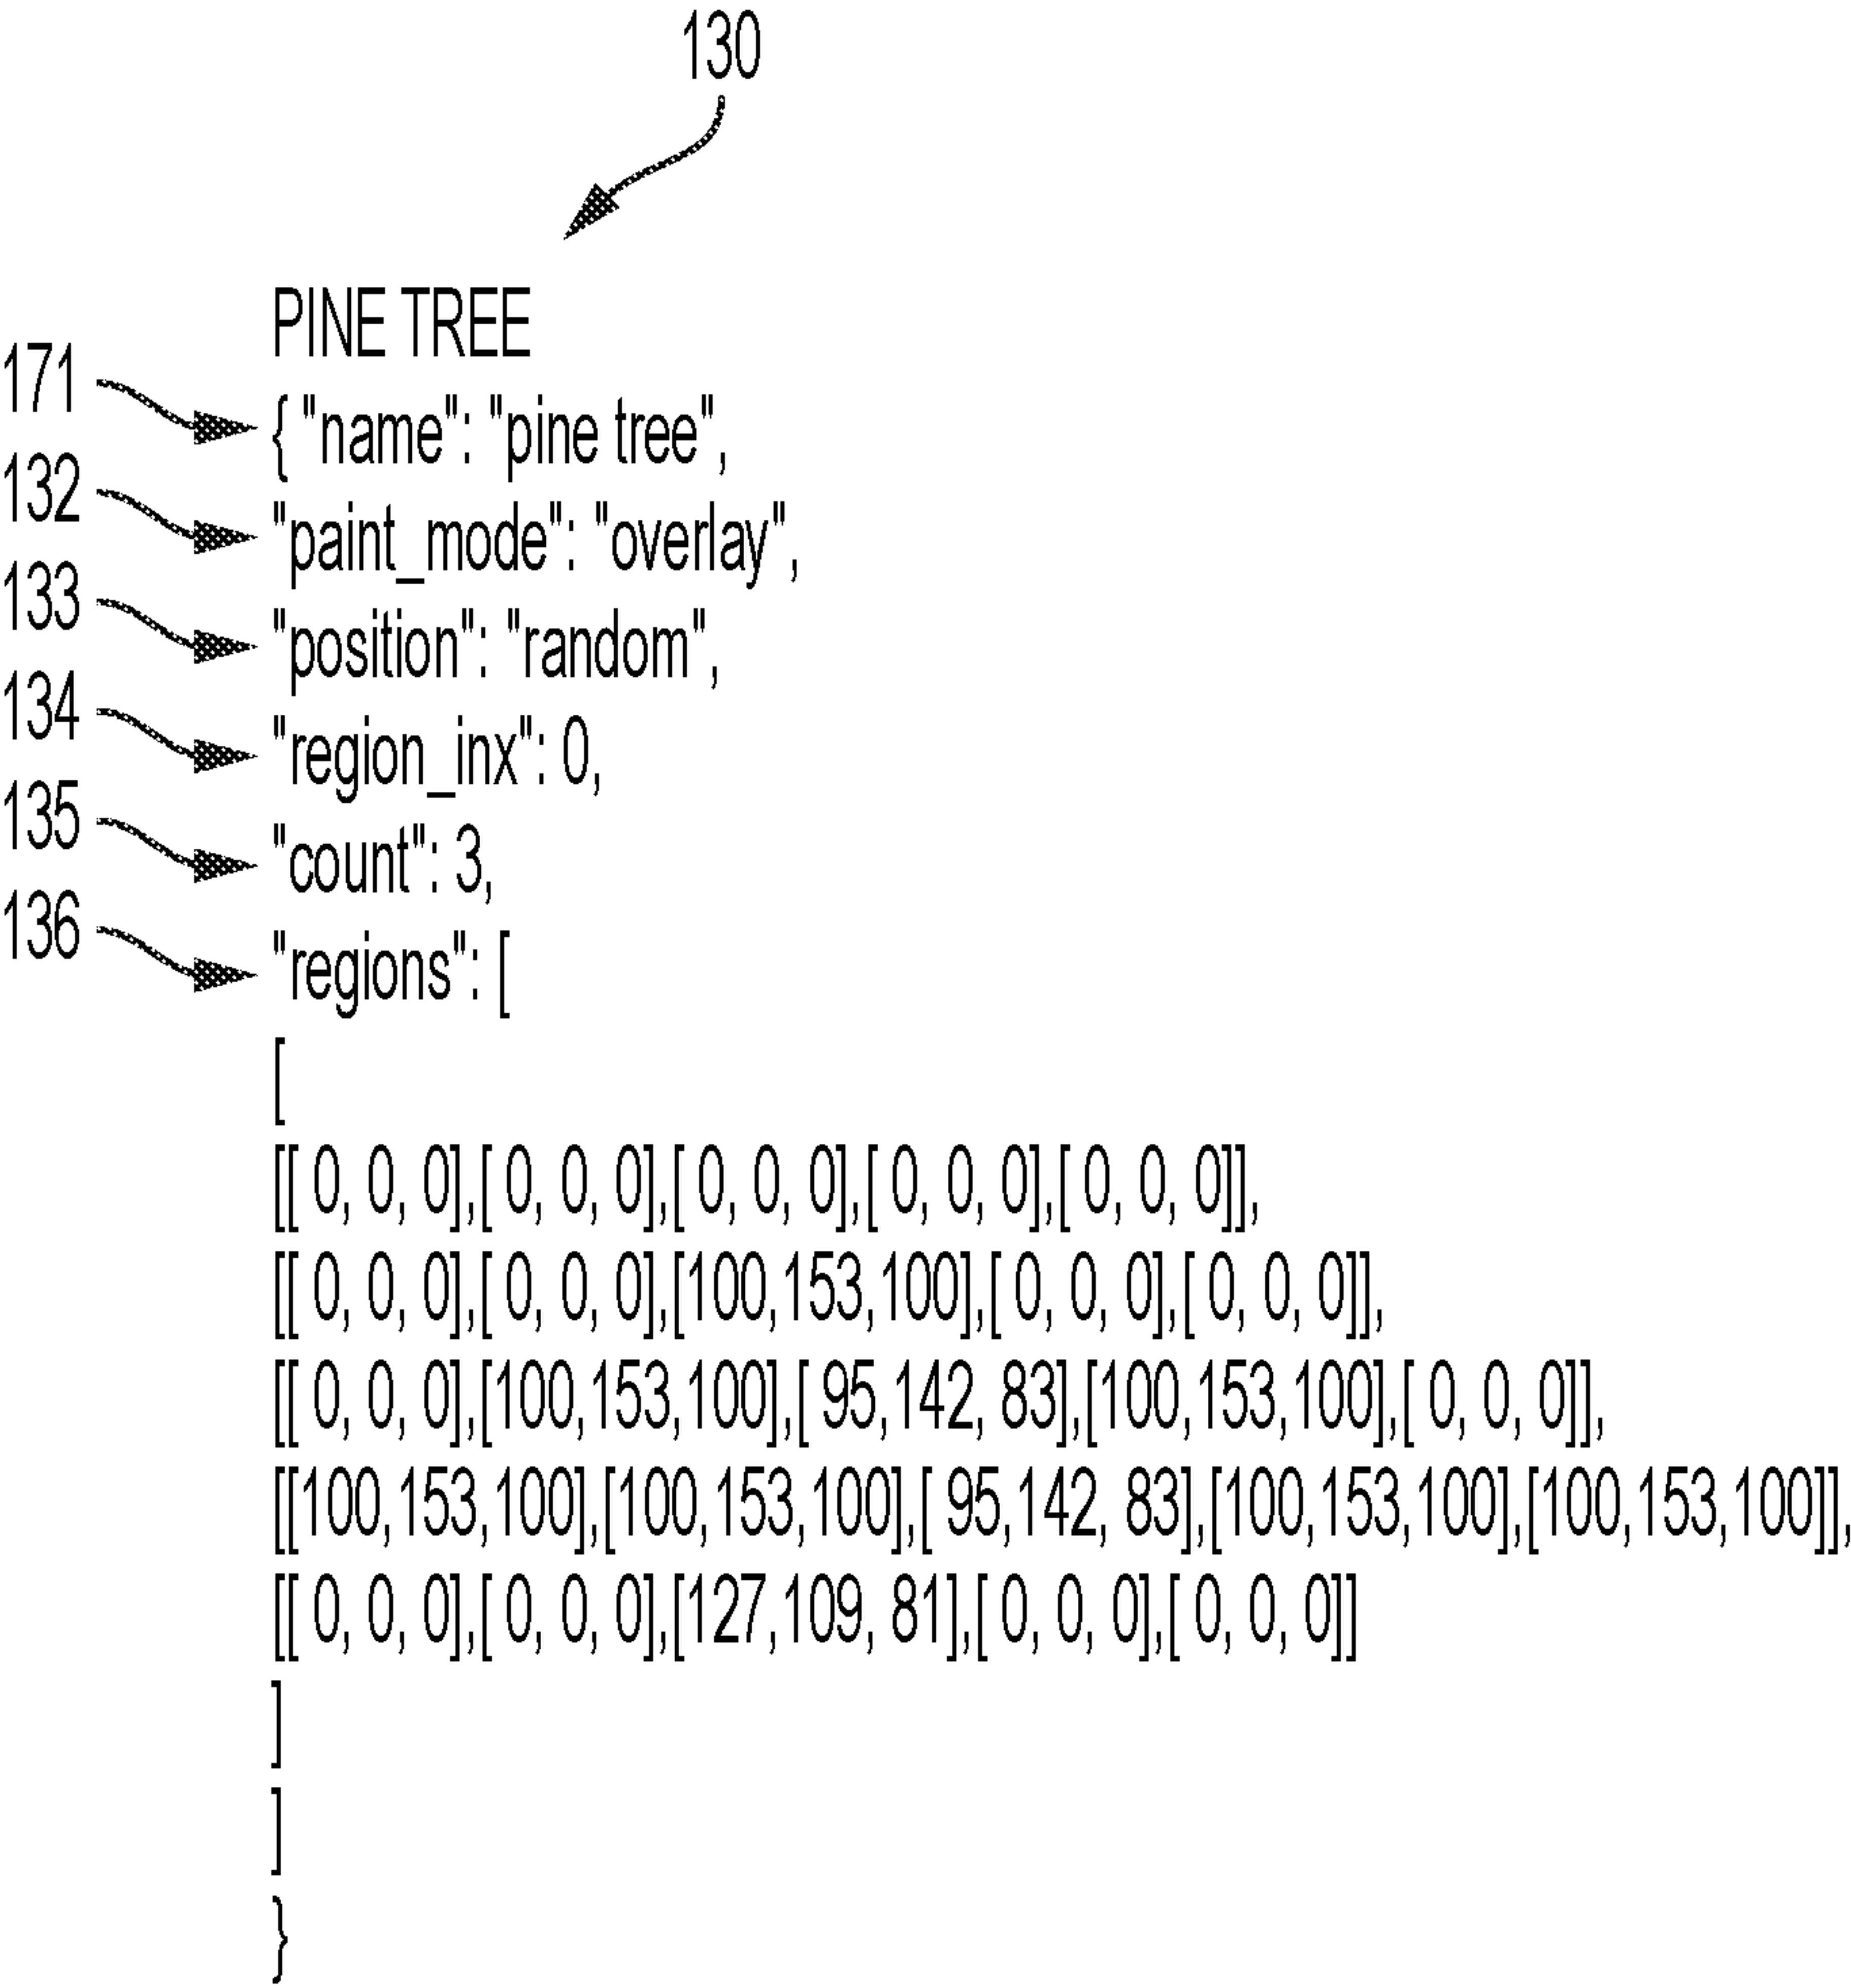 130
PINE TREE
171 { "name": "pine tree",
132 "paint_mode": "overlay",
133 "position": "random",
134 "region_inx": 0,
135 "count": 3,
136 "regions": [
[
[[ 0, 0, 0],[ 0, 0, 0],[ 0, 0, 0],[ 0, 0, 0],[ 0, 0, 0]],
[[ 0, 0, 0],[ 0, 0, 0],[100,153,100],[ 0, 0, 0],[ 0, 0, 0]],
[[ 0, 0, 0],[100,153,100],[ 95,142, 83],[100,153,100],[ 0, 0, 0]],
[[100,153,100],[100,153,100],[ 95,142, 83],[100,153,100],[100,153,100]],
[[ 0, 0, 0],[ 0, 0, 0],[127,109, 81],[ 0, 0, 0],[ 0, 0, 0]]
]
]
}